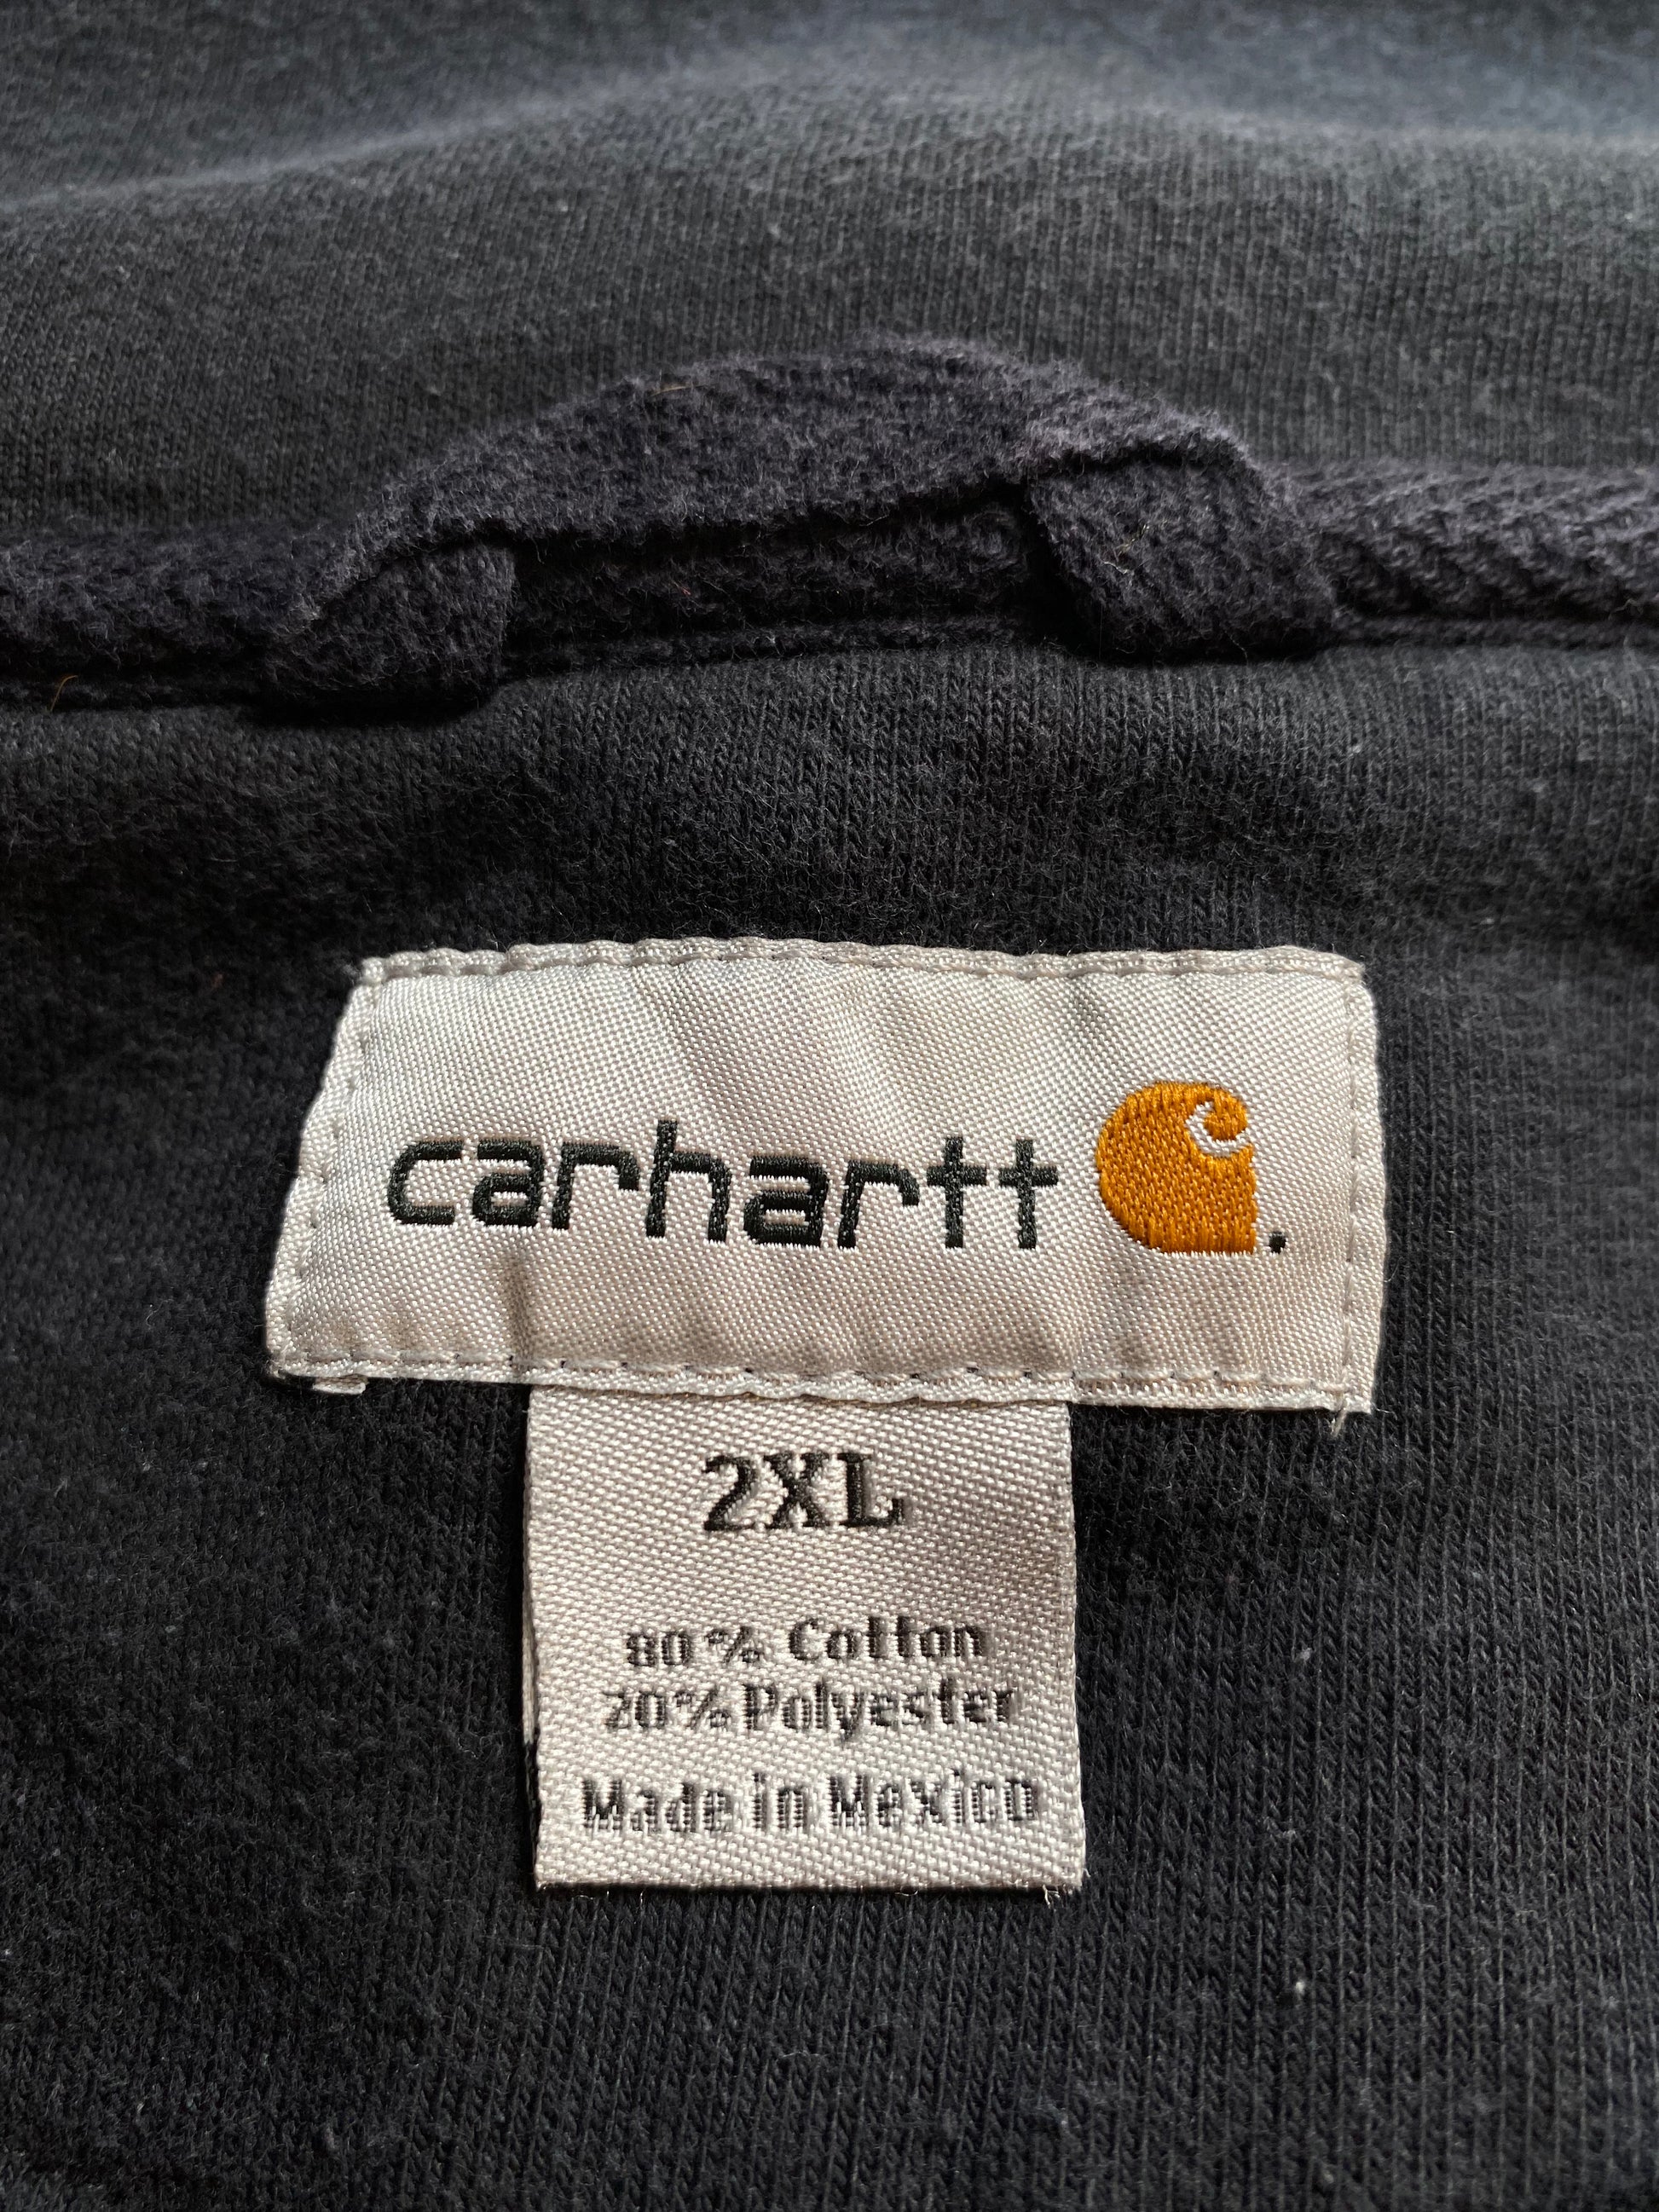 carhartt.
2XL
80% Cotton
20% Polyester
Made in Mexico